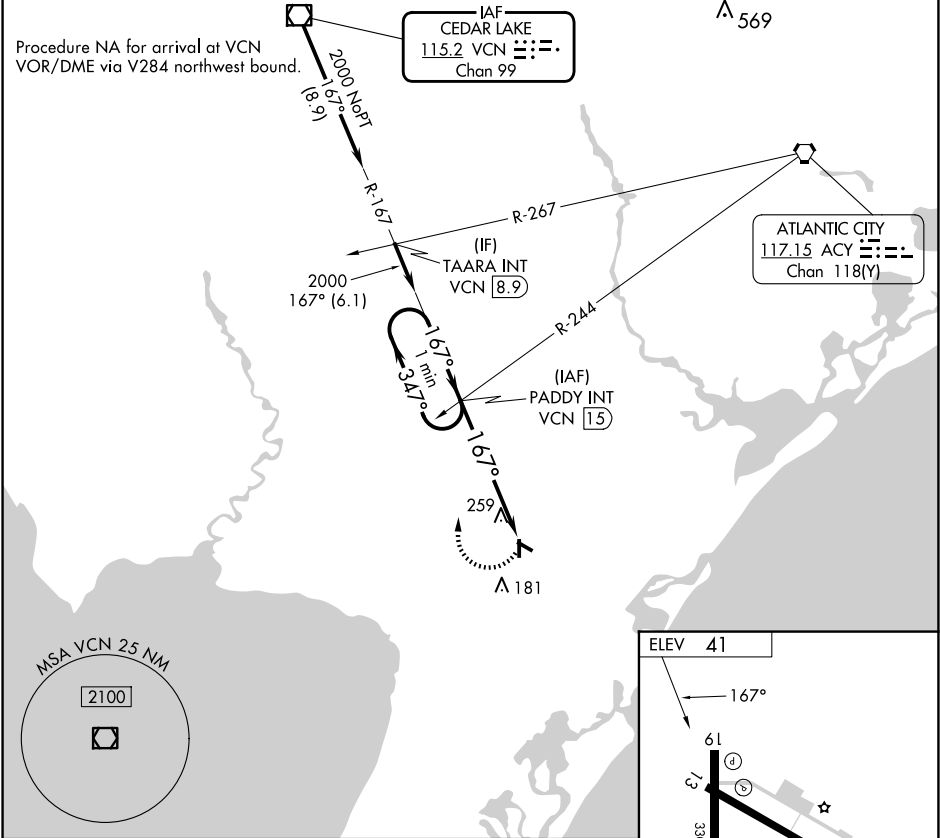 Procedure NA for arrival at VCN
VOR/DME via V284 northwest bound.
IAF
CEDAR LAKE
115.2 VCN
Chan 99
569
2000 NoPT
167°
(8.9)
R-167
R-267
ATLANTIC CITY
117.15 ACY
Chan 118(Y)
(IF)
TAARA INT
VCN 8.9
2000
167° (6.1)
R-244
167°
1 min
347°
(IAF)
PADDY INT
VCN 15
167°
259
181
MSA VCN 25 NM
2100
ELEV 41
167°
19
P
13
P